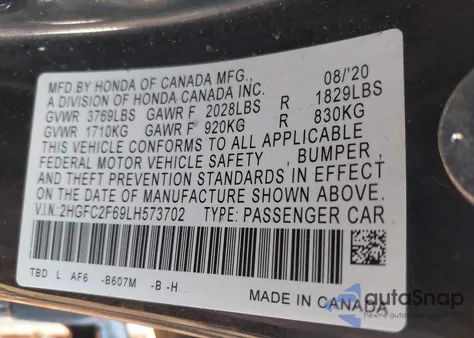 MFD.BY HONDA OF CANADA MFG., 08/'20
A DIVISION OF HONDA CANADA INC.
GVWR 3769LBS GAWR F 2028LBS R 1829LBS
GVWR 1710KG GAWR F 920KG R 830KG
THIS VEHICLE CONFORMS TO ALL APPLICABLE
FEDERAL MOTOR VEHICLE SAFETY , BUMPER,
AND THEFT PREVENTION STANDARDS IN EFFECT
ON THE DATE OF MANUFACTURE SHOWN ABOVE.
V.I.N.:2HGFC2F69LH573702 TYPE: PASSENGER CAR
TBD L AF6 -B607M -B-H
MADE IN CANADA
autoSnap